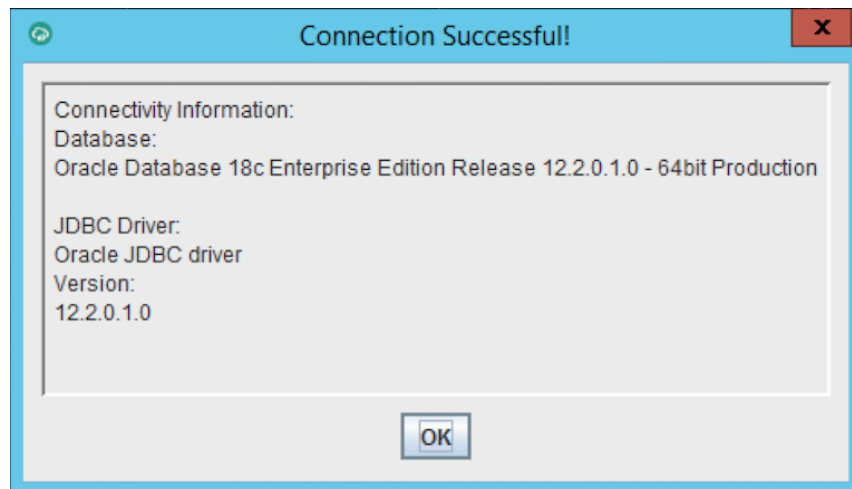 Connection Successful!
x
Connectivity Information:
Database:
Oracle Database 18c Enterprise Edition Release 12.2.0.1.0 - 64bit Production
JDBC Driver:
Oracle JDBC driver
Version:
12.2.0.1.0
OK